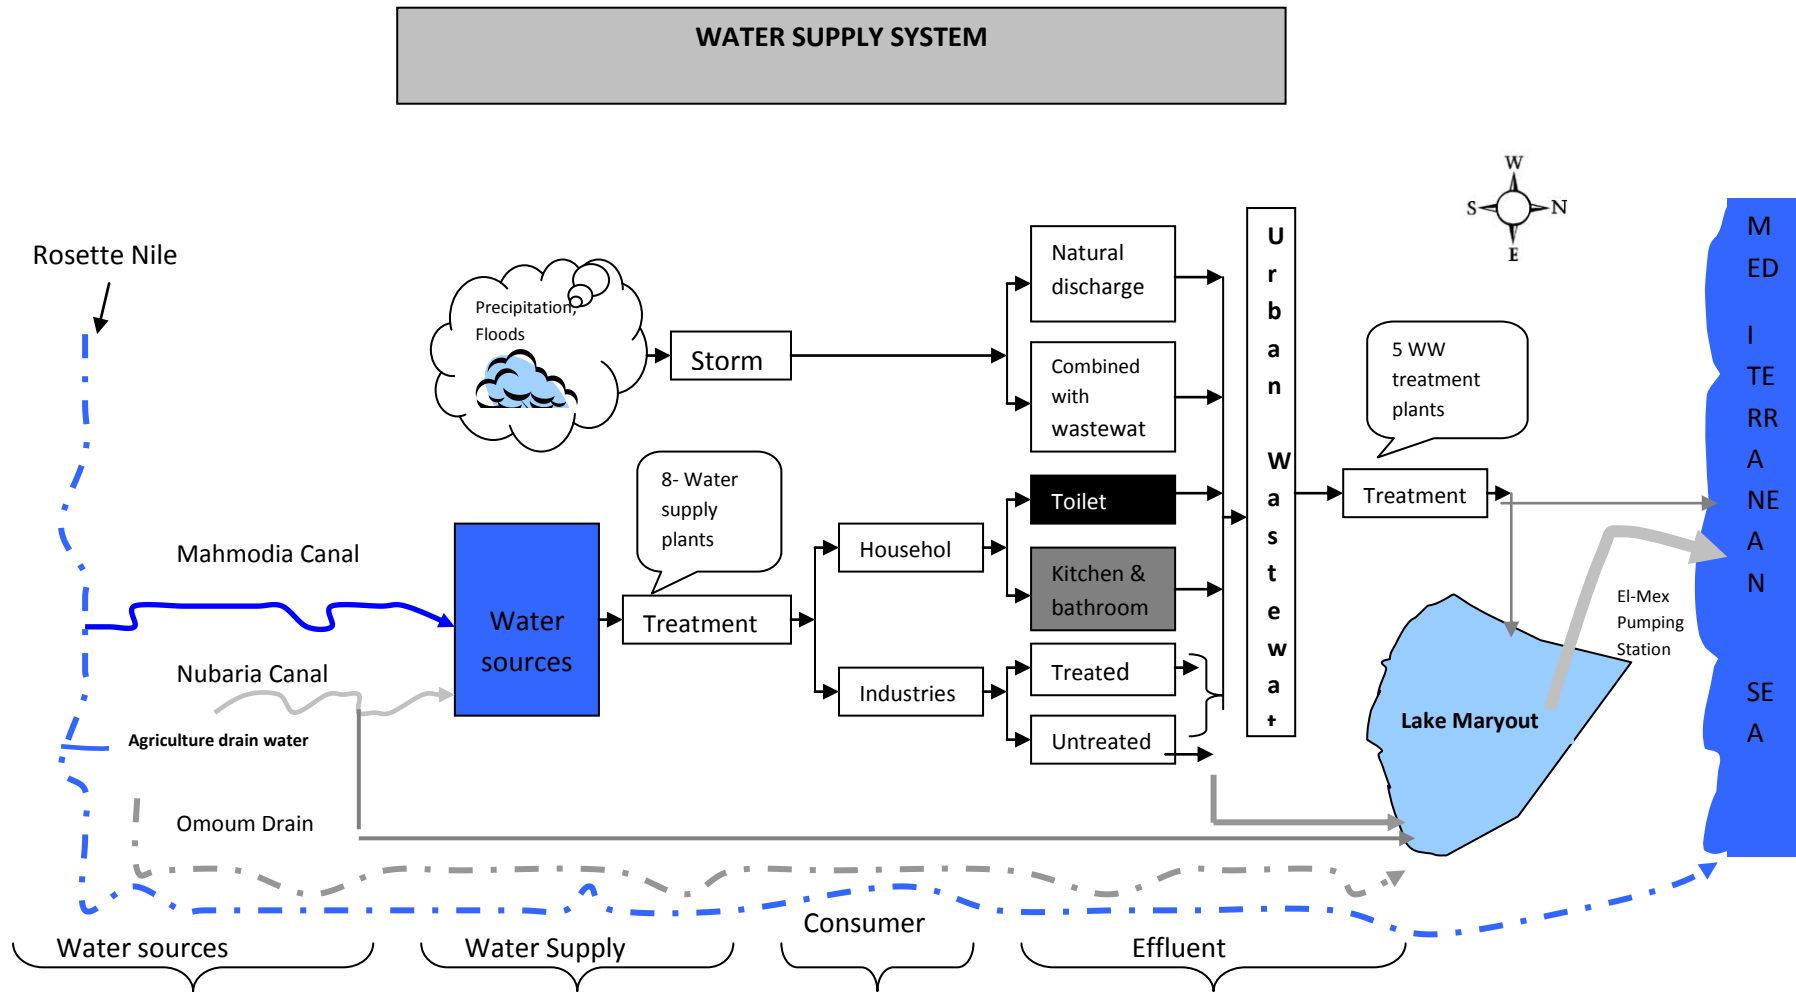 WATER SUPPLY SYSTEM
W
S
N
E
Rosette Nile
Precipitation,
Floods
Storm
Natural
discharge
Combined
with
wastewat
U
r
b
a
n
W
a
s
t
e
w
a
t
5 WW
treatment
plants
Treatment
M
ED
I
TE
RR
A
NE
A
N
SE
A
8- Water
supply
plants
Mahmodia Canal
Water
sources
Treatment
Househol
Toilet
Kitchen &
bathroom
Nubaria Canal
Industries
Treated
Untreated
Agriculture drain water
Omoum Drain
El-Mex
Pumping
Station
Lake Maryout
Water sources
Water Supply
Consumer
Effluent